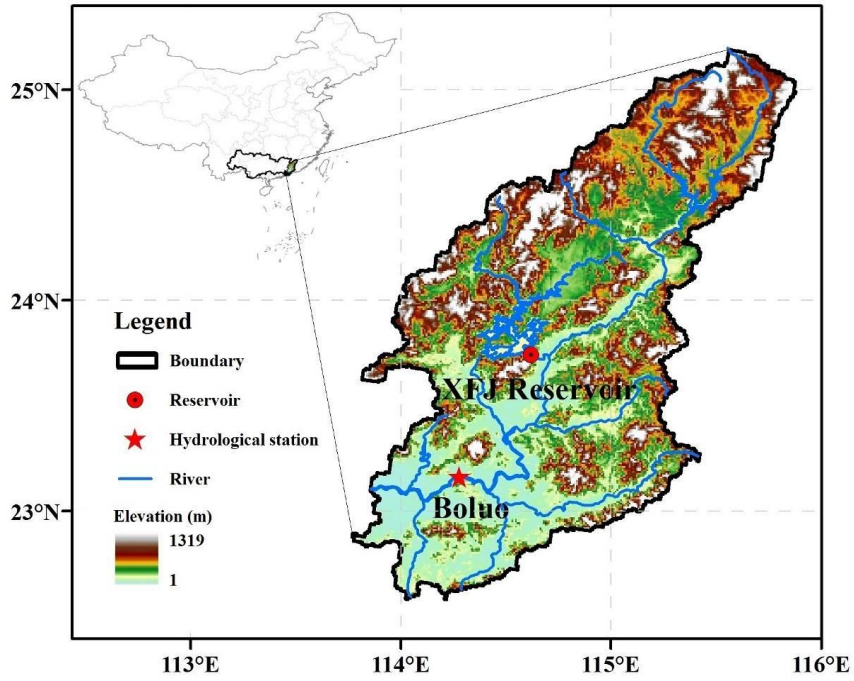 25°N
24°N
23°N
Legend
Boundary
Reservoir
Hydrological station
River
Elevation (m)
1319
1
XFJ Reservoir
Boluo
113°E
114°E
115°E
116°E